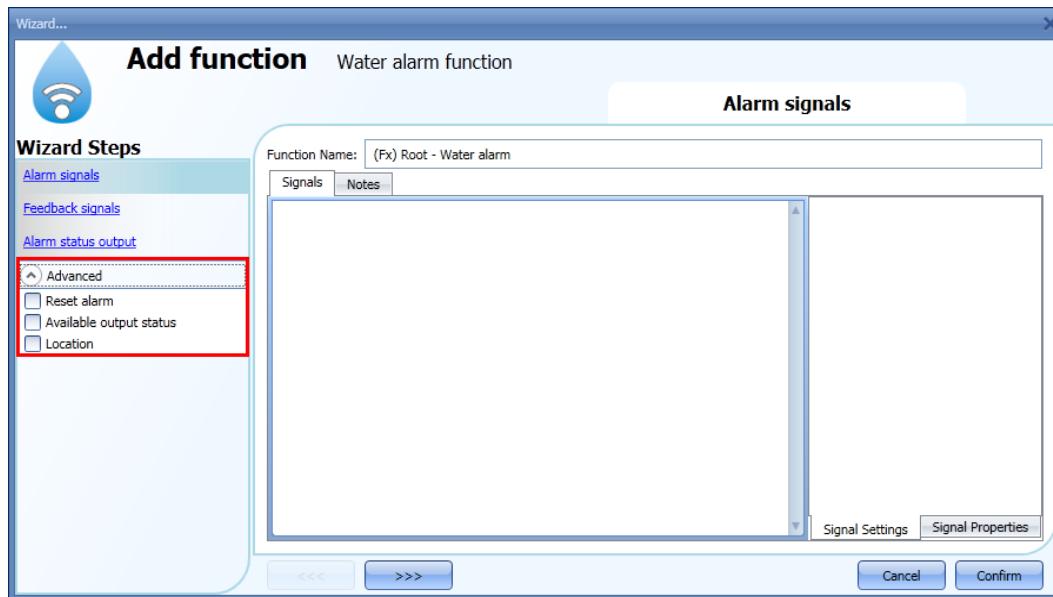 Wizard...
Add function Water alarm function
Alarm signals
Wizard Steps
Alarm signals
Feedback signals
Alarm status output
Advanced
Reset alarm
Available output status
Location
Function Name: (Fx) Root - Water alarm
Signals Notes
Signal Settings Signal Properties
<<< >>> Cancel Confirm